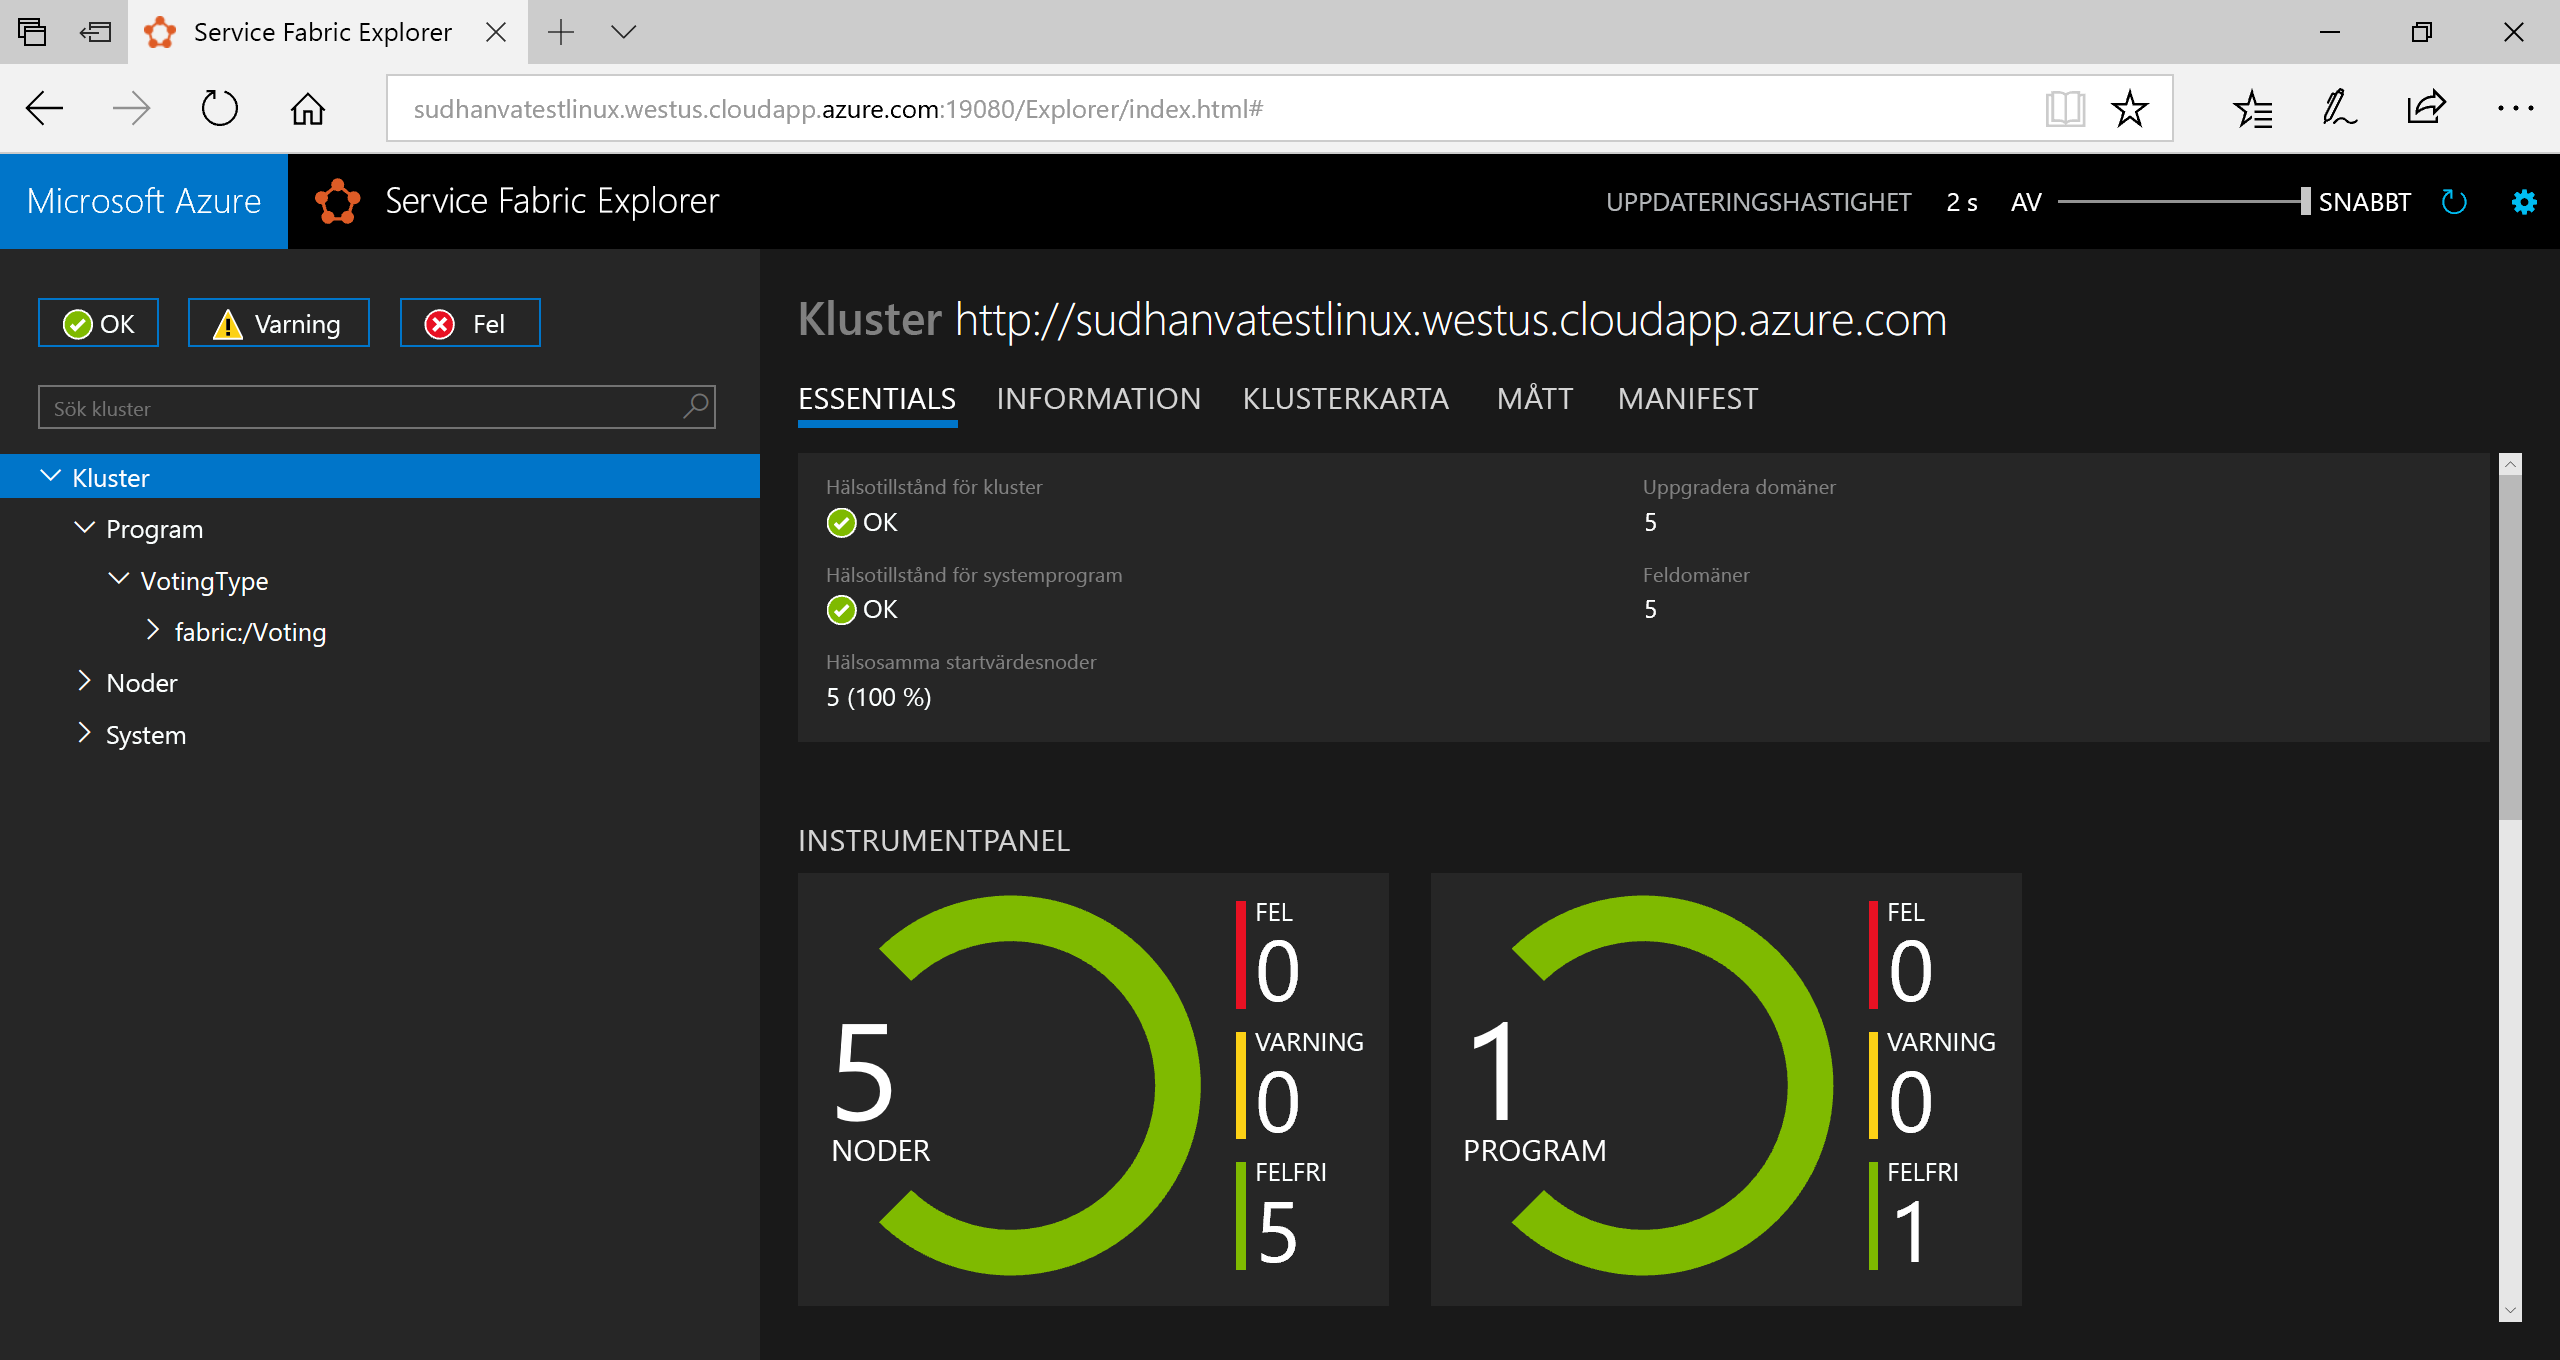 Service Fabric Explorer
sudhanvatestlinux.westus.cloudapp.azure.com:19080/Explorer/index.html#
Microsoft Azure
Service Fabric Explorer
UPPDATERINGSHASTIGHET 2 s AV SNABBT
OK Varning Fel
Sök kluster
Kluster
Program
VotingType
fabric:/Voting
Noder
System
Kluster http://sudhanvatestlinux.westus.cloudapp.azure.com
ESSENTIALS INFORMATION KLUSTERKARTA MÅTT MANIFEST
Hälsotillstånd för kluster
OK
Uppgradera domäner
5
Hälsotillstånd för systemprogram
OK
Feldomäner
5
Hälsosamma startvärdesnoder
5 (100 %)
INSTRUMENTPANEL
5
NODER
FEL
0
VARNING
0
FELFRI
5
1
PROGRAM
FEL
0
VARNING
0
FELFRI
1